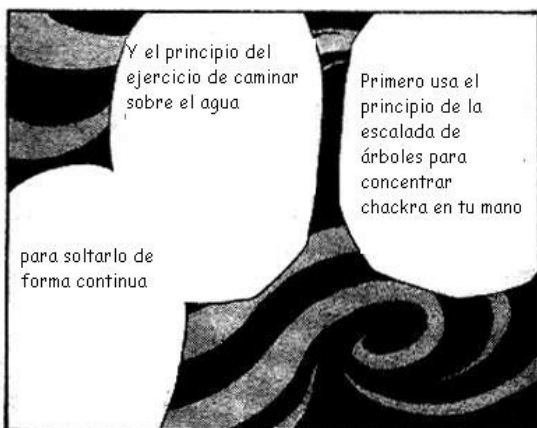 Primero usa el
principio de la
escalada de
árboles para
concentrar
chackra en tu mano
Y el principio del
ejercicio de caminar
sobre el agua
para soltarlo de
forma continua